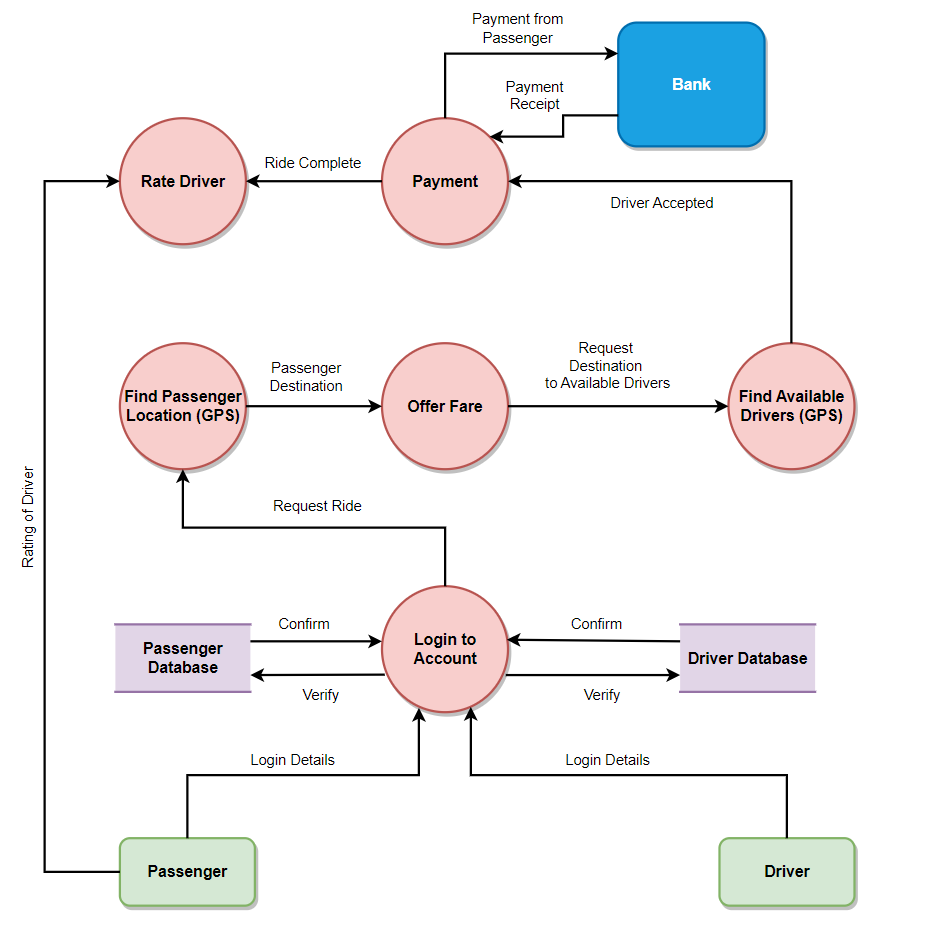 Payment from
Passenger
Bank
Payment
Receipt
Ride Complete
Rate Driver
Payment
Driver Accepted
Request
Destination
to Available Drivers
Passenger
Destination
Find Passenger
Location (GPS)
Offer Fare
Find Available
Drivers (GPS)
Rating of Driver
Request Ride
Confirm
Confirm
Passenger
Database
Login to
Account
Driver Database
Verify
Verify
Login Details
Login Details
Passenger
Driver